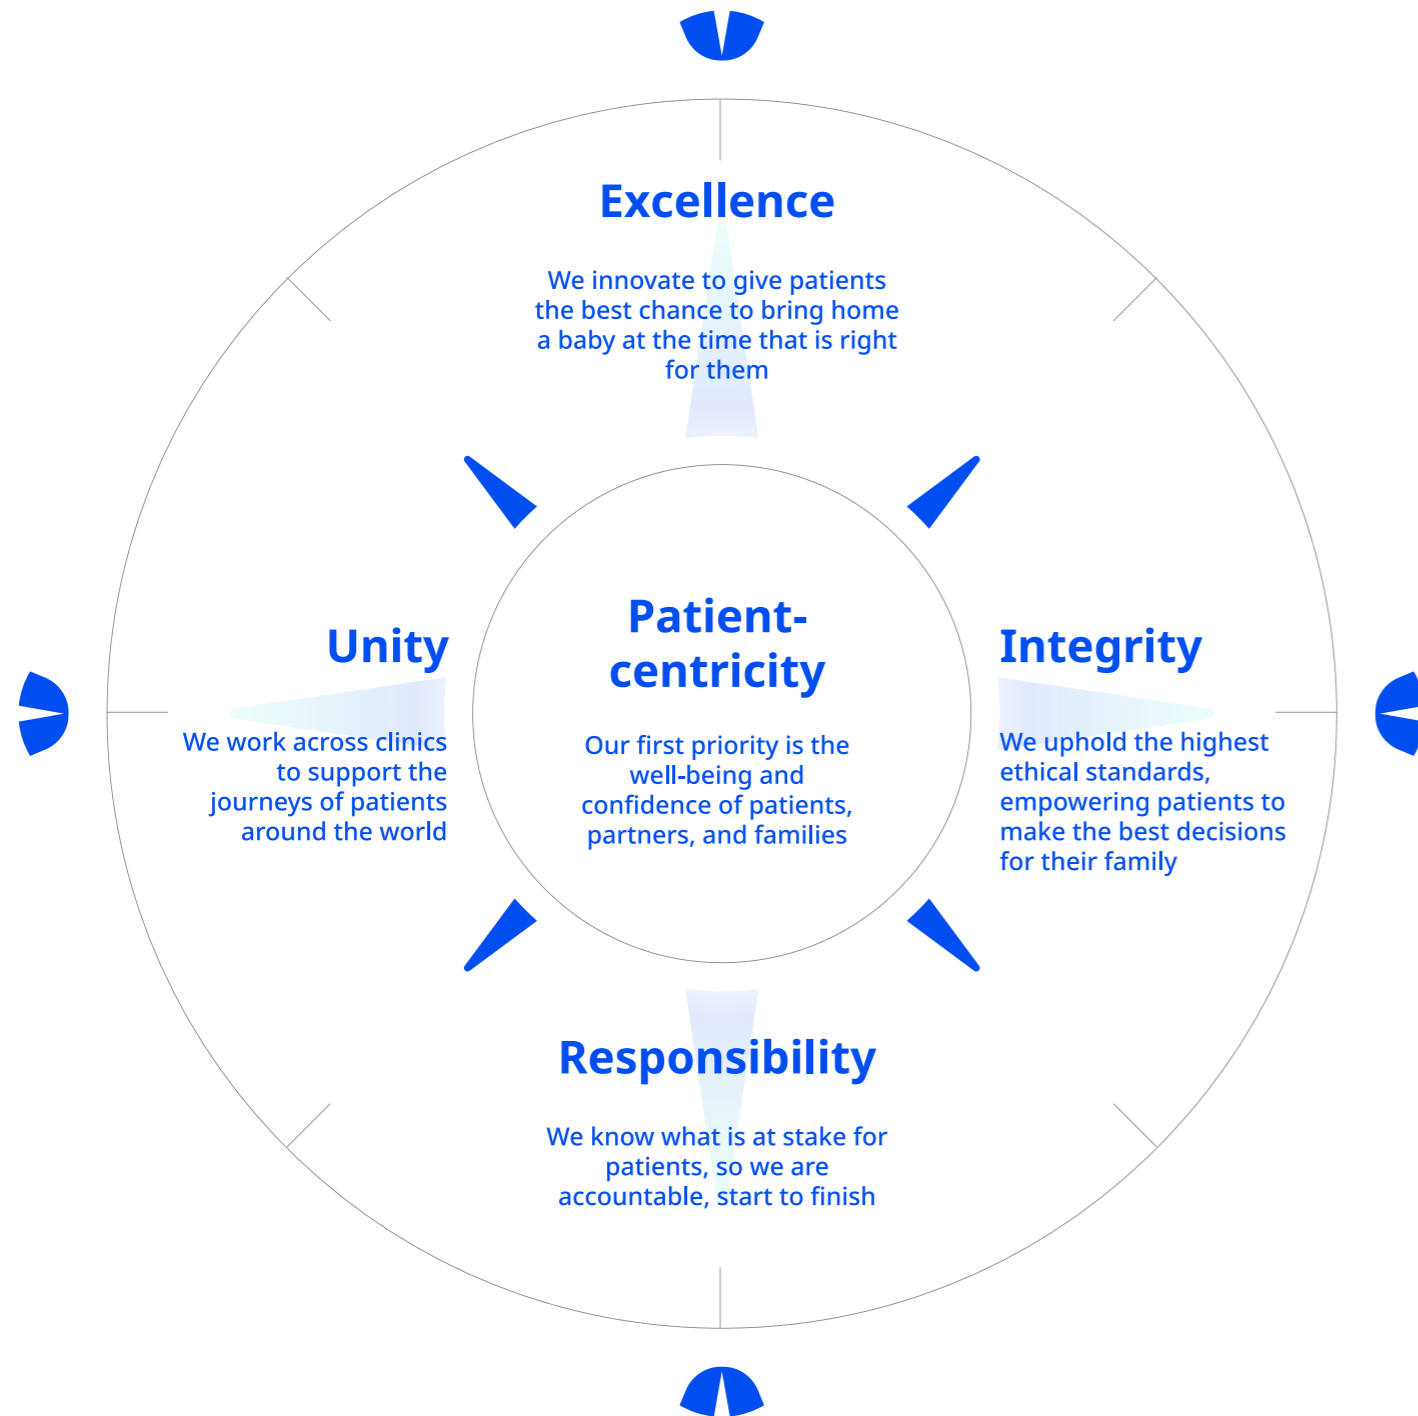 Excellence
We innovate to give patients
the best chance to bring home
a baby at the time that is right
for them
Unity
We work across clinics
to support the
journeys of patients
around the world
Patient-
centricity
Our first priority is the
well-being and
confidence of patients,
partners, and families
Integrity
We uphold the highest
ethical standards,
empowering patients to
make the best decisions
for their family
Responsibility
We know what is at stake for
patients, so we are
accountable, start to finish